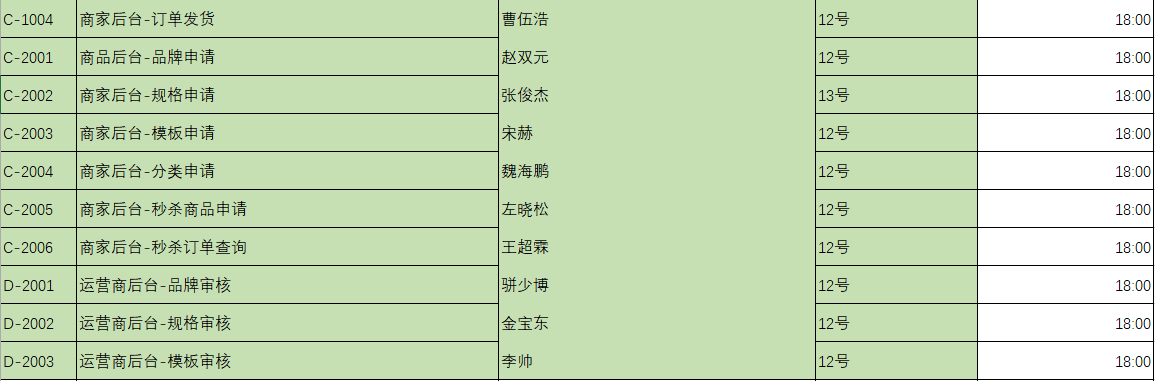 C-1004 商家后台-订单发货 曹伍浩 12号 18:00
C-2001 商品后台-品牌申请 赵双元 12号 18:00
C-2002 商家后台-规格申请 张俊杰 13号 18:00
C-2003 商家后台-模板申请 宋赫 12号 18:00
C-2004 商家后台-分类申请 魏海鹏 12号 18:00
C-2005 商家后台-秒杀商品申请 左晓松 12号 18:00
C-2006 商家后台-秒杀订单查询 王超霖 12号 18:00
D-2001 运营商后台-品牌审核 骈少博 12号 18:00
D-2002 运营商后台-规格审核 金宝东 12号 18:00
D-2003 运营商后台-模板审核 李帅 12号 18:00